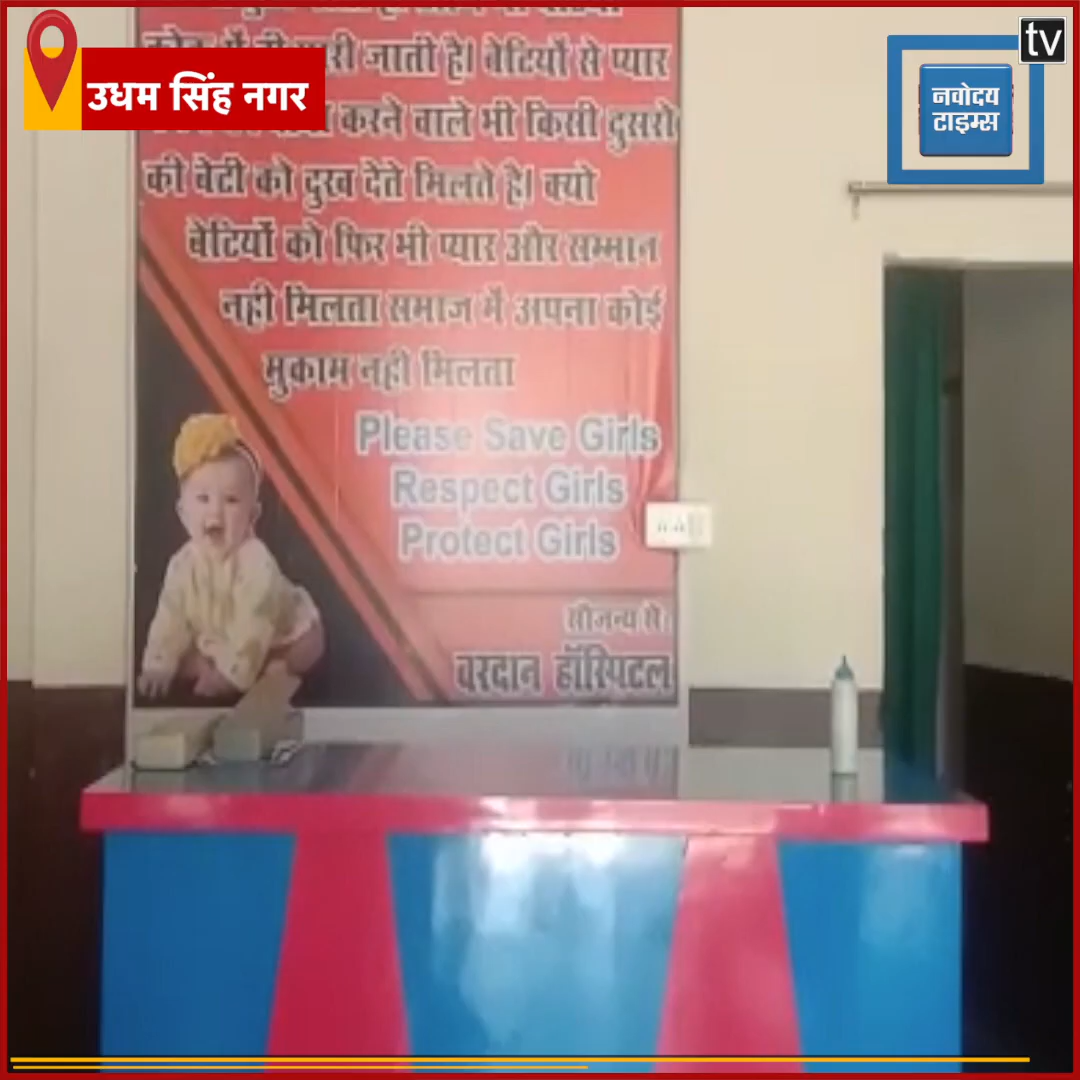 tv
नवोदय
टाइम्स
उधम सिंह नगर
जाती है। बेटियों से प्यार
करने वाले भी किसी दुसरो
की बेटी को दुख देते मिलते है। क्यो
बेटियों को फिर भी प्यार और सम्मान
नही मिलता समाज में अपना कोई
मुकाम नही मिलता
Please Save Girls
Respect Girls
Protect Girls
सौजन्य से
वरदान हॉस्पिटल